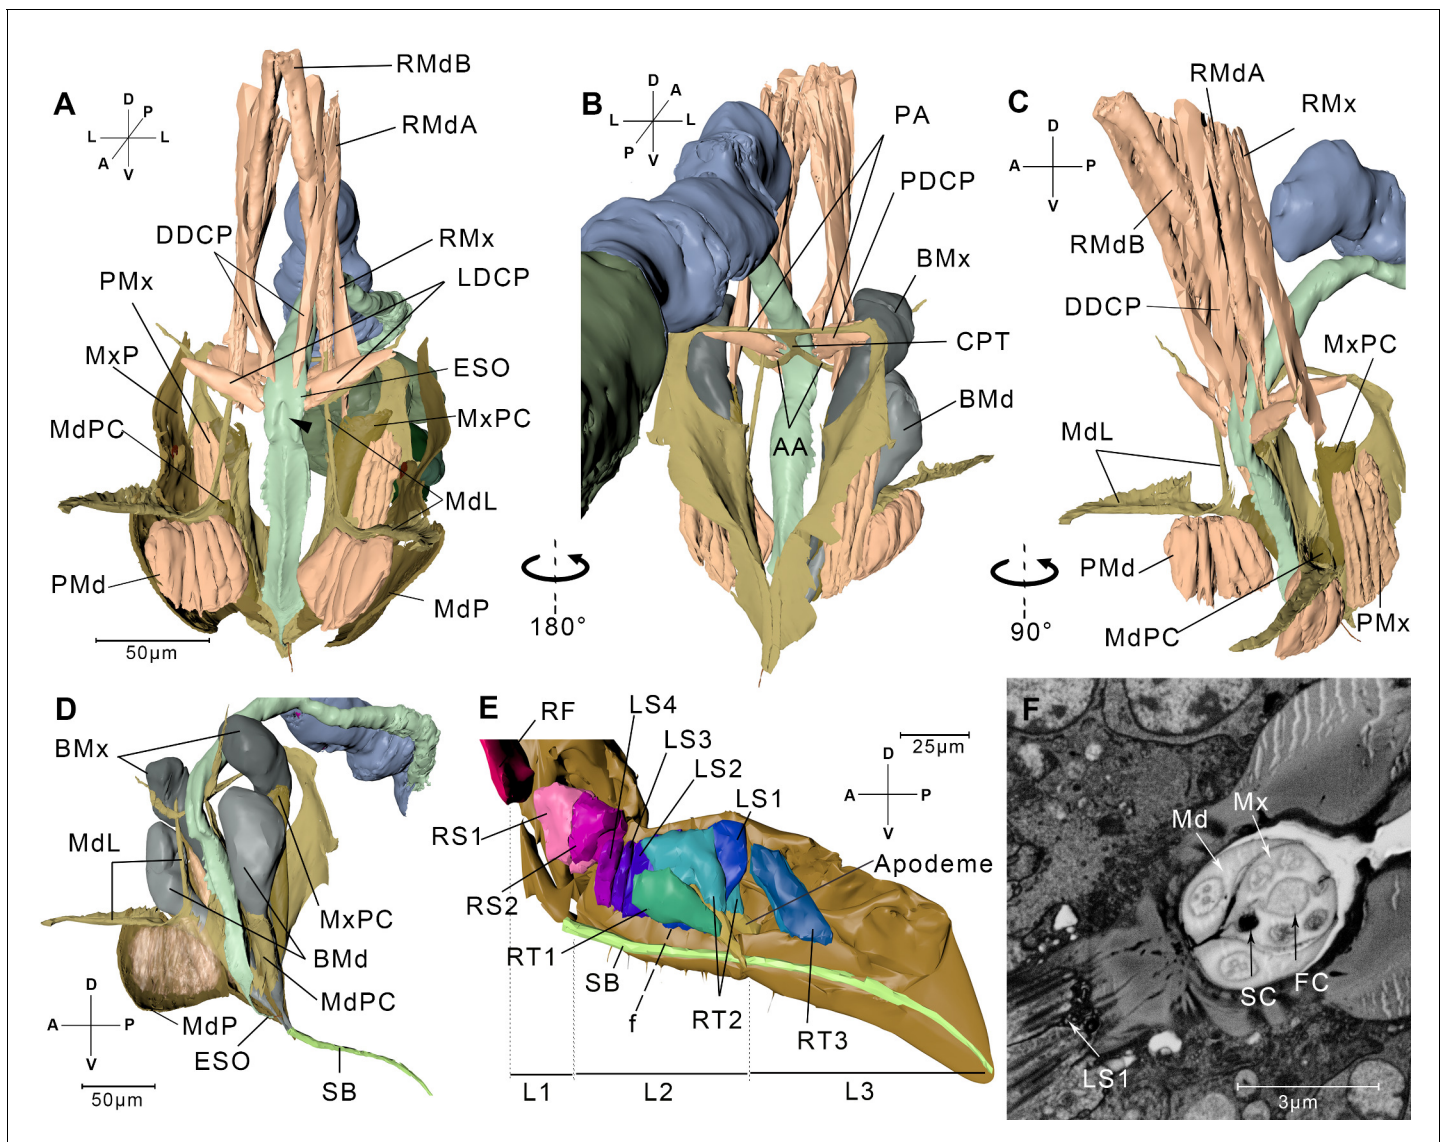 A
D
P
L
L
A
V
RMdB
RMdA
DDCP
RMx
PMx
LDCP
MxP
ESO
MdPC
MxPC
MdL
PMd
MdP
50µm
B
D
A
L
L
P
V
PA
PDCP
BMx
CPT
BMd
AA
180°
C
D
A
P
V
RMdA
RMx
RMdB
DDCP
MxPC
MdL
PMd
MdPC
PMx
90°
D
BMx
MdL
MxPC
BMd
MdPC
D
A
P
V
MdP
ESO
SB
50µm
E
RF
LS4
LS3
LS2
LS1
25µm
D
A
P
V
RS1
Apodeme
RS2
RT1
SB
f
RT2
RT3
L1
L2
L3
F
Mx
Md
SC
FC
LS1
3µm